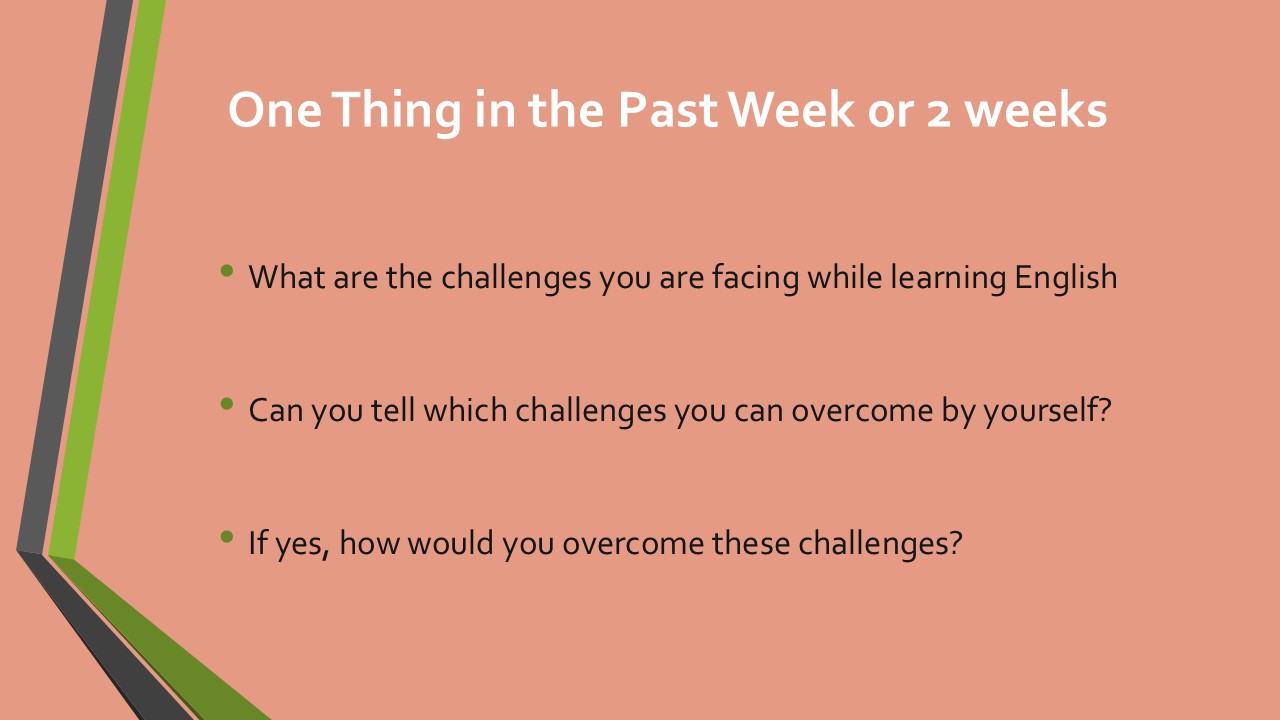 One Thing in the Past Week or 2 weeks
• What are the challenges you are facing while learning English
• Can you tell which challenges you can overcome by yourself?
• If yes, how would you overcome these challenges?